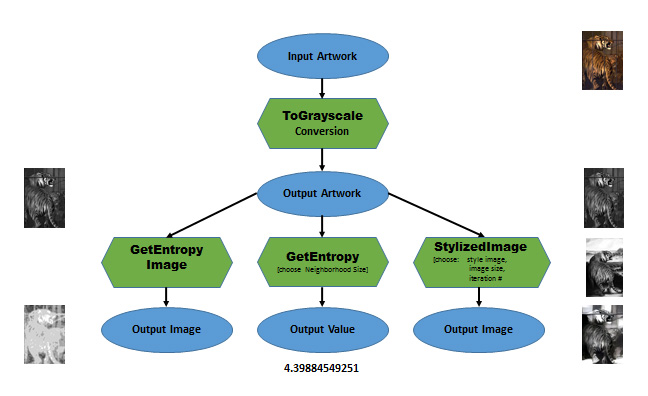 Input Artwork
ToGrayscale
Conversion
Output Artwork
GetEntropy
Image
GetEntropy
[choose Neighborhood Size]
StylizedImage
[choose: style image,
image size,
iteration #
Output Image
Output Value
Output Image
4.39884549251